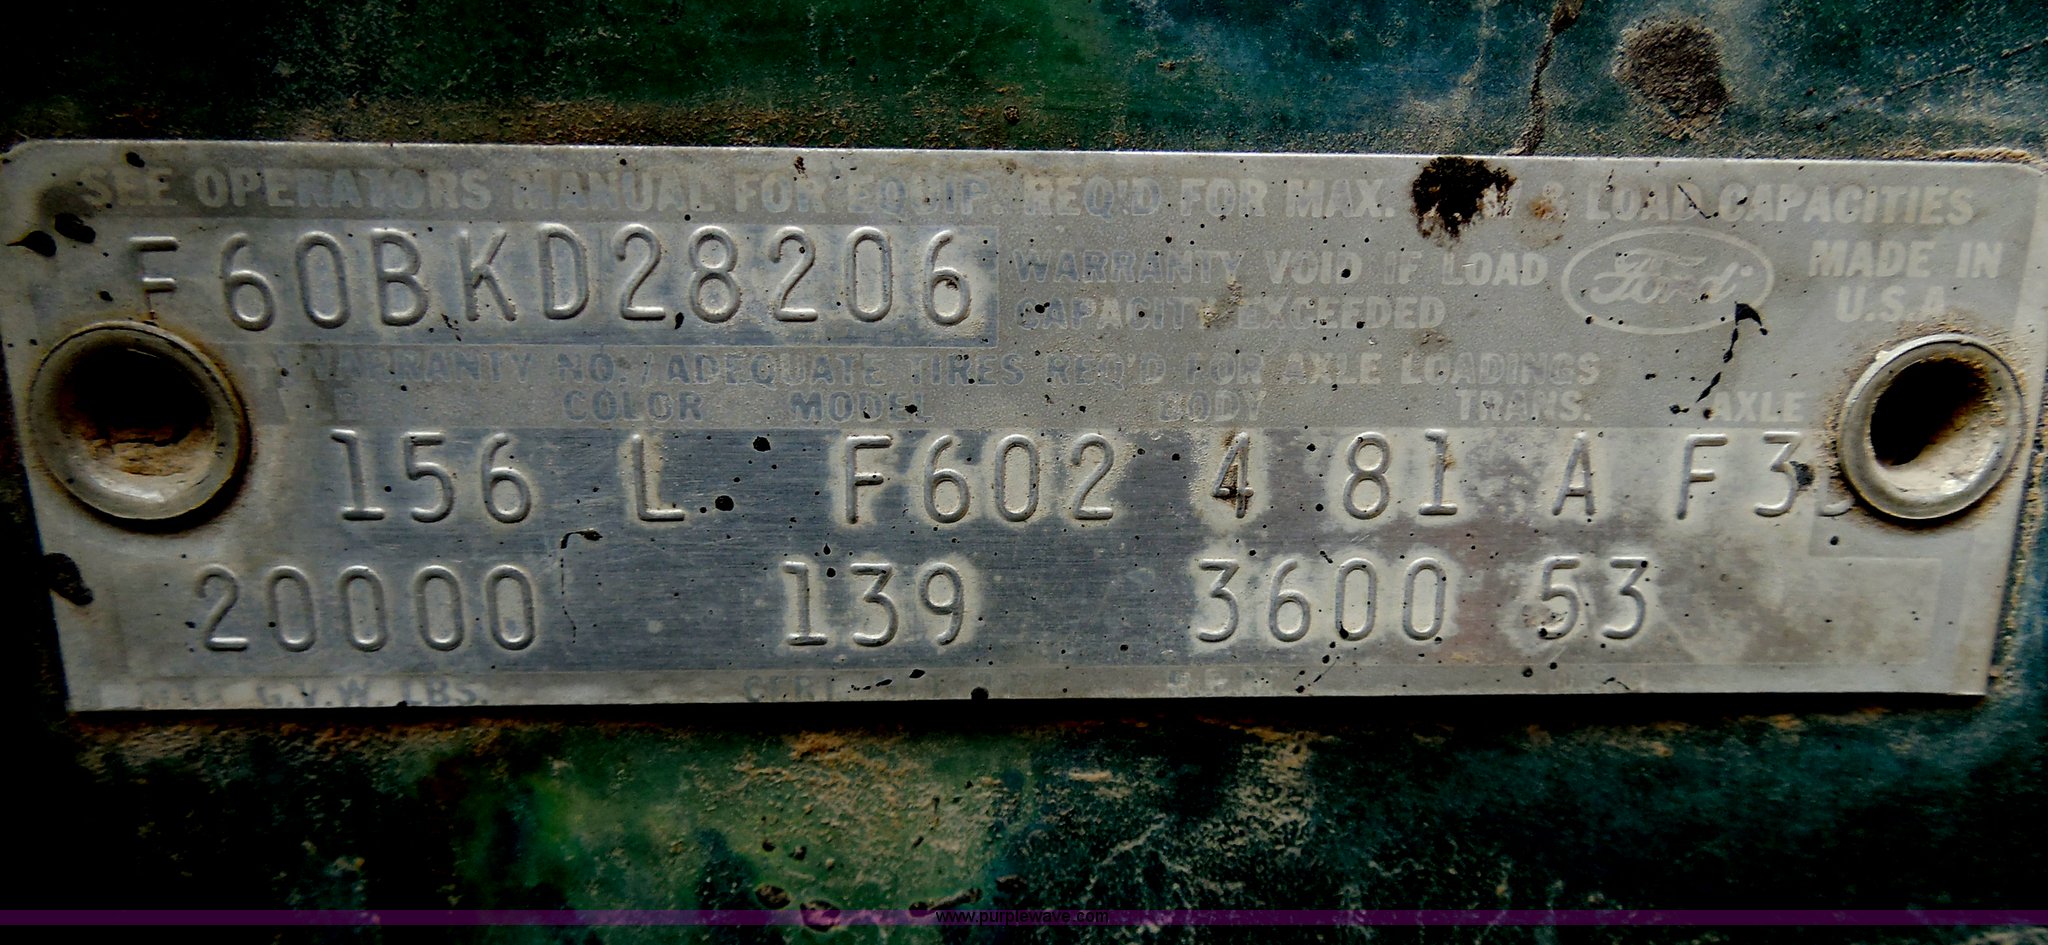 SEE OPERATORS MANUAL FOR EQUIP. REQ'D FOR MAX. & LOAD CAPACITIES
F60BKD28206
WARRANTY VOID IF LOAD
CAPACITY EXCEEDED
Ford
MADE IN
U.S.A.
WARRANTY NO./ADEQUATE TIRES REQ'D FOR AXLE LOADINGS
COLOR MODEL BODY TRANS. AXLE
156 L F602 4 81 A F3
20000 139 3600 53
G.V.W. LBS.
www.purplewave.com